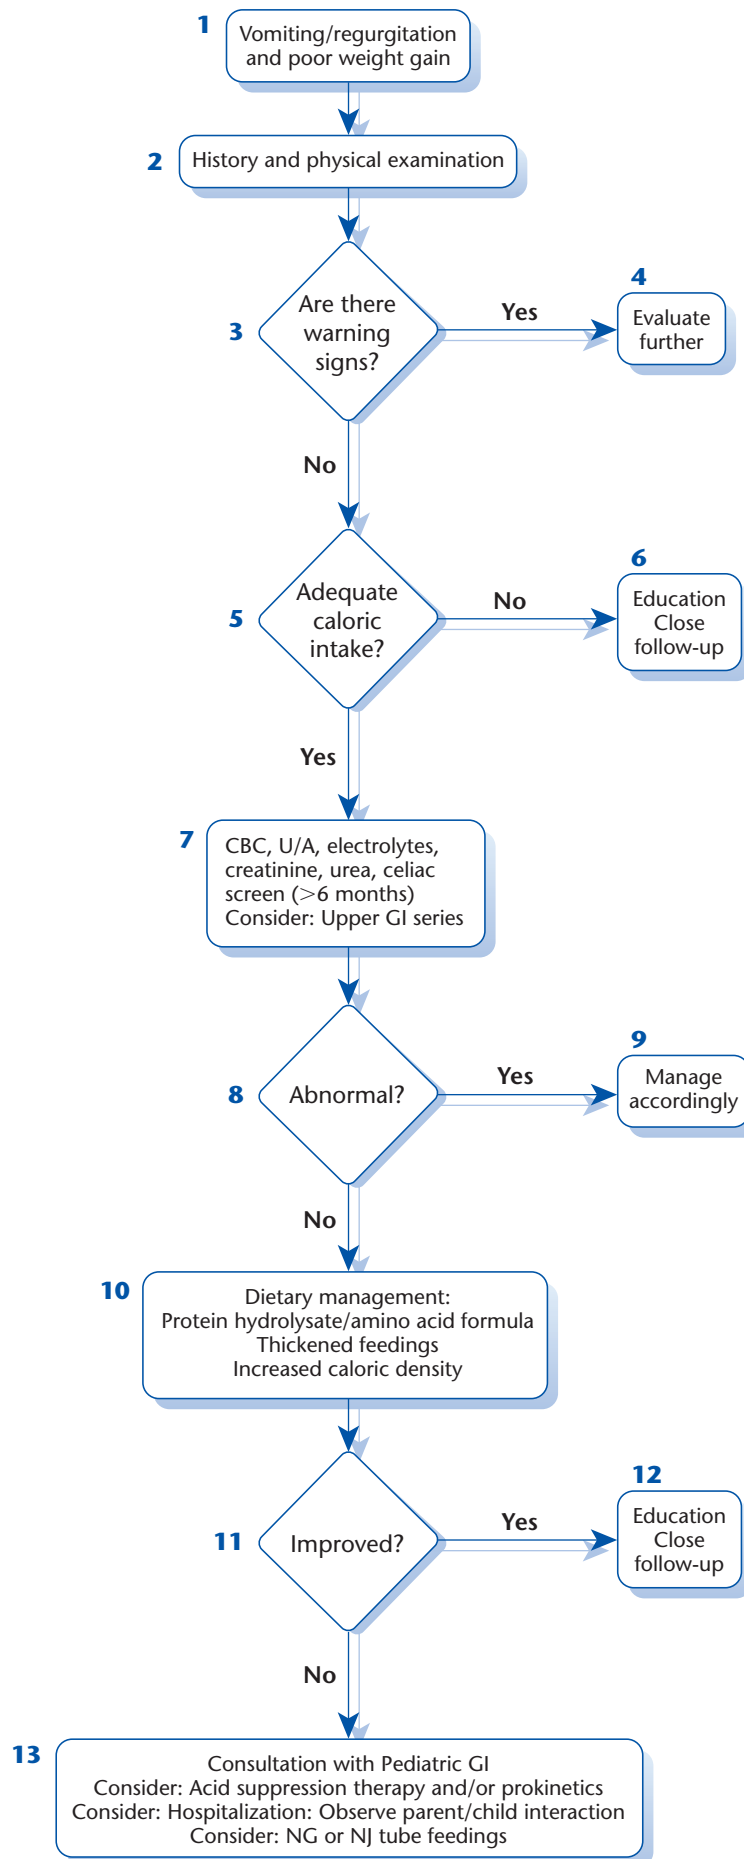 1
Vomiting/regurgitation
and poor weight gain
2
History and physical examination
3
Are there
warning
signs?
Yes
4
Evaluate
further
No
5
Adequate
caloric
intake?
No
6
Education
Close
follow-up
Yes
7
CBC, U/A, electrolytes,
creatinine, urea, celiac
screen (>6 months)
Consider: Upper GI series
8
Abnormal?
Yes
9
Manage
accordingly
No
10
Dietary management:
Protein hydrolysate/amino acid formula
Thickened feedings
Increased caloric density
11
Improved?
Yes
12
Education
Close
follow-up
No
13
Consultation with Pediatric GI
Consider: Acid suppression therapy and/or prokinetics
Consider: Hospitalization: Observe parent/child interaction
Consider: NG or NJ tube feedings